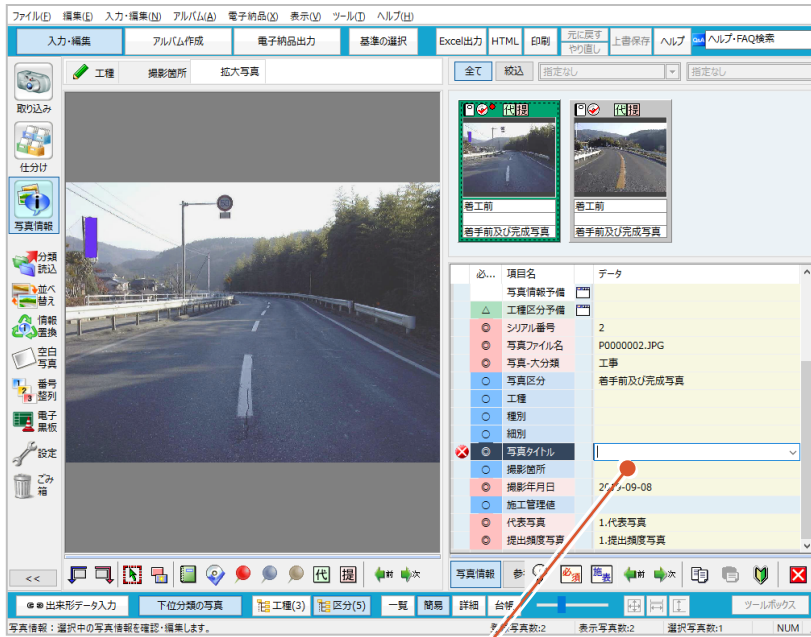 ファイル(F) 編集(E) 入力・編集(N) アルバム(A) 電子納品(X) 表示(V) ツール(T) ヘルプ(H)
入力・編集 アルバム作成 電子納品出力 基準の選択 Excel出力 HTML 印刷 元に戻す やり直し 上書保存 ヘルプ Q&A ヘルプ・FAQ検索
工種 撮影箇所 拡大写真
全て 絞込 指定なし 指定なし
取り込み
仕分け
写真情報
分類読込
並べ替え
情報置換
空白写真
番号整列
電子黒板
設定
ごみ箱
<<
代提 代提
着工前 着工前
着手前及び完成写真 着手前及び完成写真
必... 項目名 データ
写真情報予備
△ 工種区分予備
◎ シリアル番号 2
◎ 写真ファイル名 P0000002.JPG
◎ 写真-大分類 工事
○ 写真区分 着手前及び完成写真
○ 工種
○ 種別
○ 細別
◎ 写真タイトル
○ 撮影箇所
◎ 撮影年月日 -09-08
○ 施工管理値
◎ 代表写真 1.代表写真
◎ 提出頻度写真 1.提出頻度写真
代 提 前 次
写真情報 参 必須 施表 前 次
出来形データ入力 下位分類の写真 工種(3) 区分(5) 一覧 簡易 詳細 台帳 ツールボックス
写真情報：選択中の写真情報を確認・編集します。 写真数:2 表示写真数:2 選択写真数:1 NUM